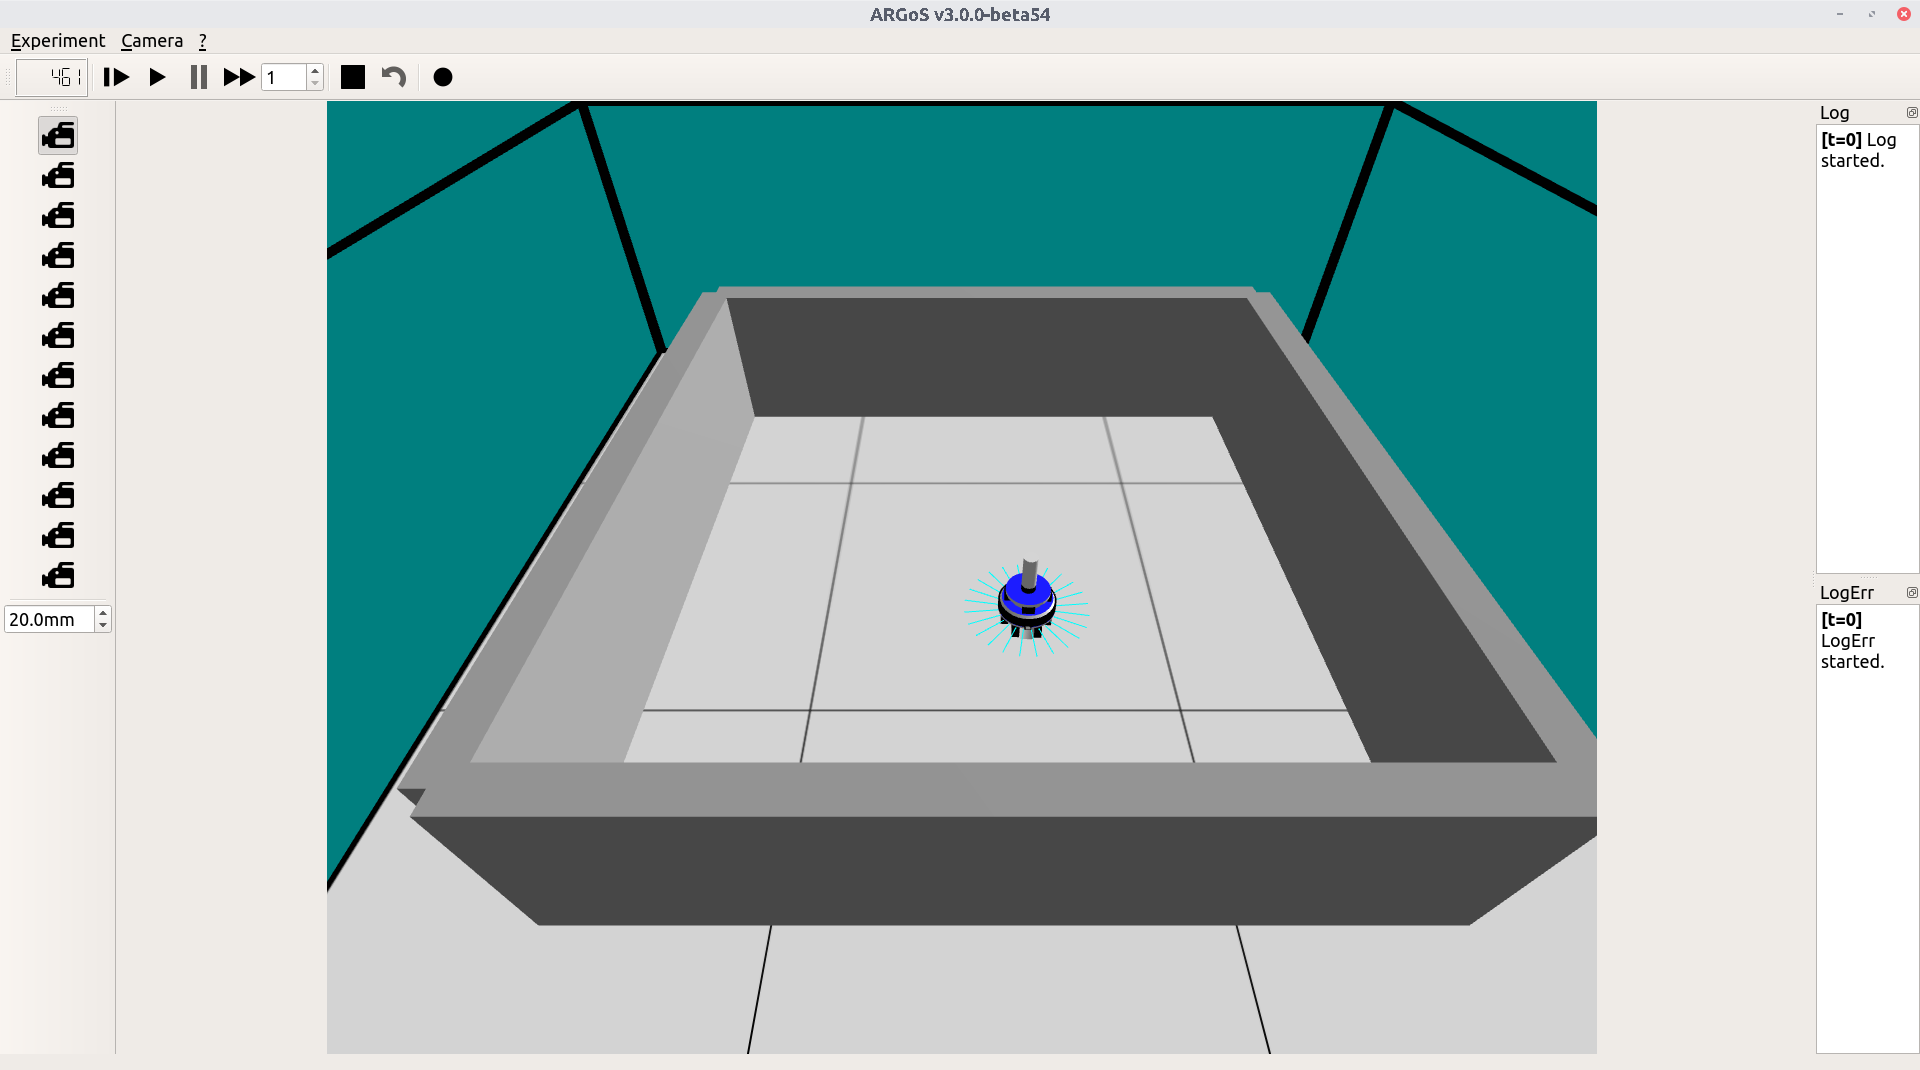 ARGoS v3.0.0-beta54
Experiment Camera ?
461
1
Log
[t=0] Log
started.
20.0mm
LogErr
[t=0]
LogErr
started.